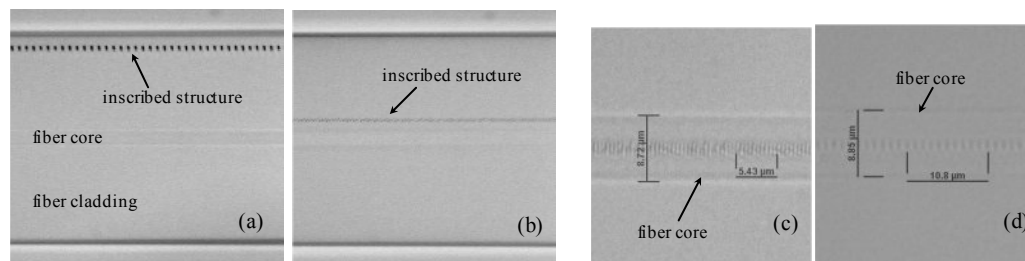 inscribed structure
fiber core
fiber cladding
(a)
inscribed structure
(b)
8.72 µm
5.43 µm
fiber core
(c)
fiber core
8.85 µm
10.8 µm
(d)